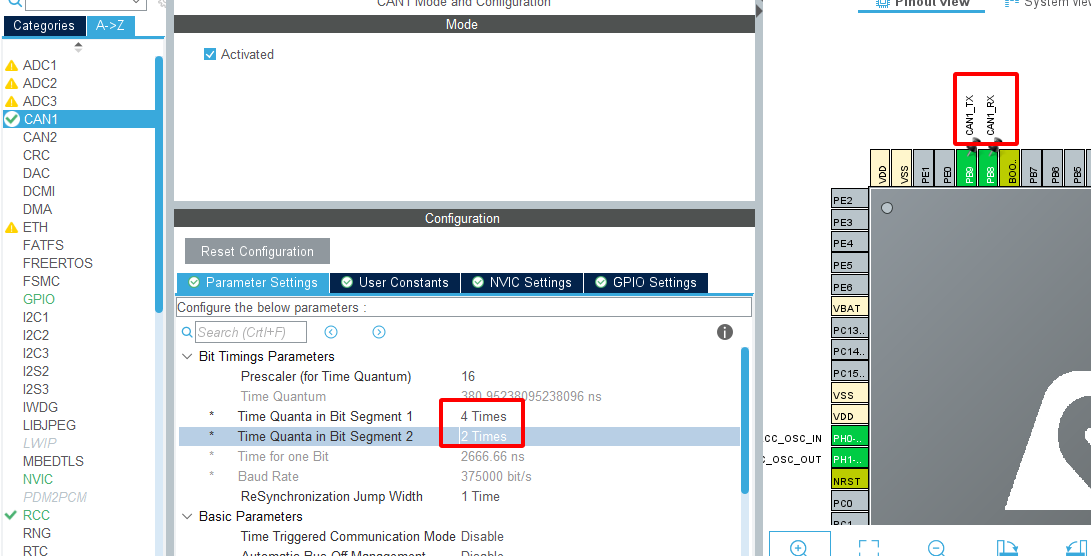 CAN1 Mode and Configuration
Pinout view
System view
Categories
A->Z
Mode
Activated
ADC1
ADC2
ADC3
CAN1
CAN2
CRC
DAC
DCMI
DMA
ETH
FATFS
FREERTOS
FSMC
GPIO
I2C1
I2C2
I2C3
I2S2
I2S3
IWDG
LIBJPEG
LWIP
MBEDTLS
NVIC
PDM2PCM
RCC
RNG
RTC
Configuration
Reset Configuration
Parameter Settings
User Constants
NVIC Settings
GPIO Settings
Configure the below parameters :
Search (Crtl+F)
Bit Timings Parameters
Prescaler (for Time Quantum) 16
Time Quantum 380.95238095238096 ns
* Time Quanta in Bit Segment 1 4 Times
* Time Quanta in Bit Segment 2 2 Times
* Time for one Bit 2666.66 ns
* Baud Rate 375000 bit/s
ReSynchronization Jump Width 1 Time
Basic Parameters
Time Triggered Communication Mode Disable
Automatic Bus-Off Management Disable
CAN1_TX
CAN1_RX
VDD
VSS
PE1
PE0
PB9
PB8
BOO..
PB7
PB6
PB5
PE2
PE3
PE4
PE5
PE6
VBAT
PC13..
PC14..
PC15..
VSS
VDD
CC_OSC_IN PH0-..
C_OSC_OUT PH1-..
NRST
PC0
PC1